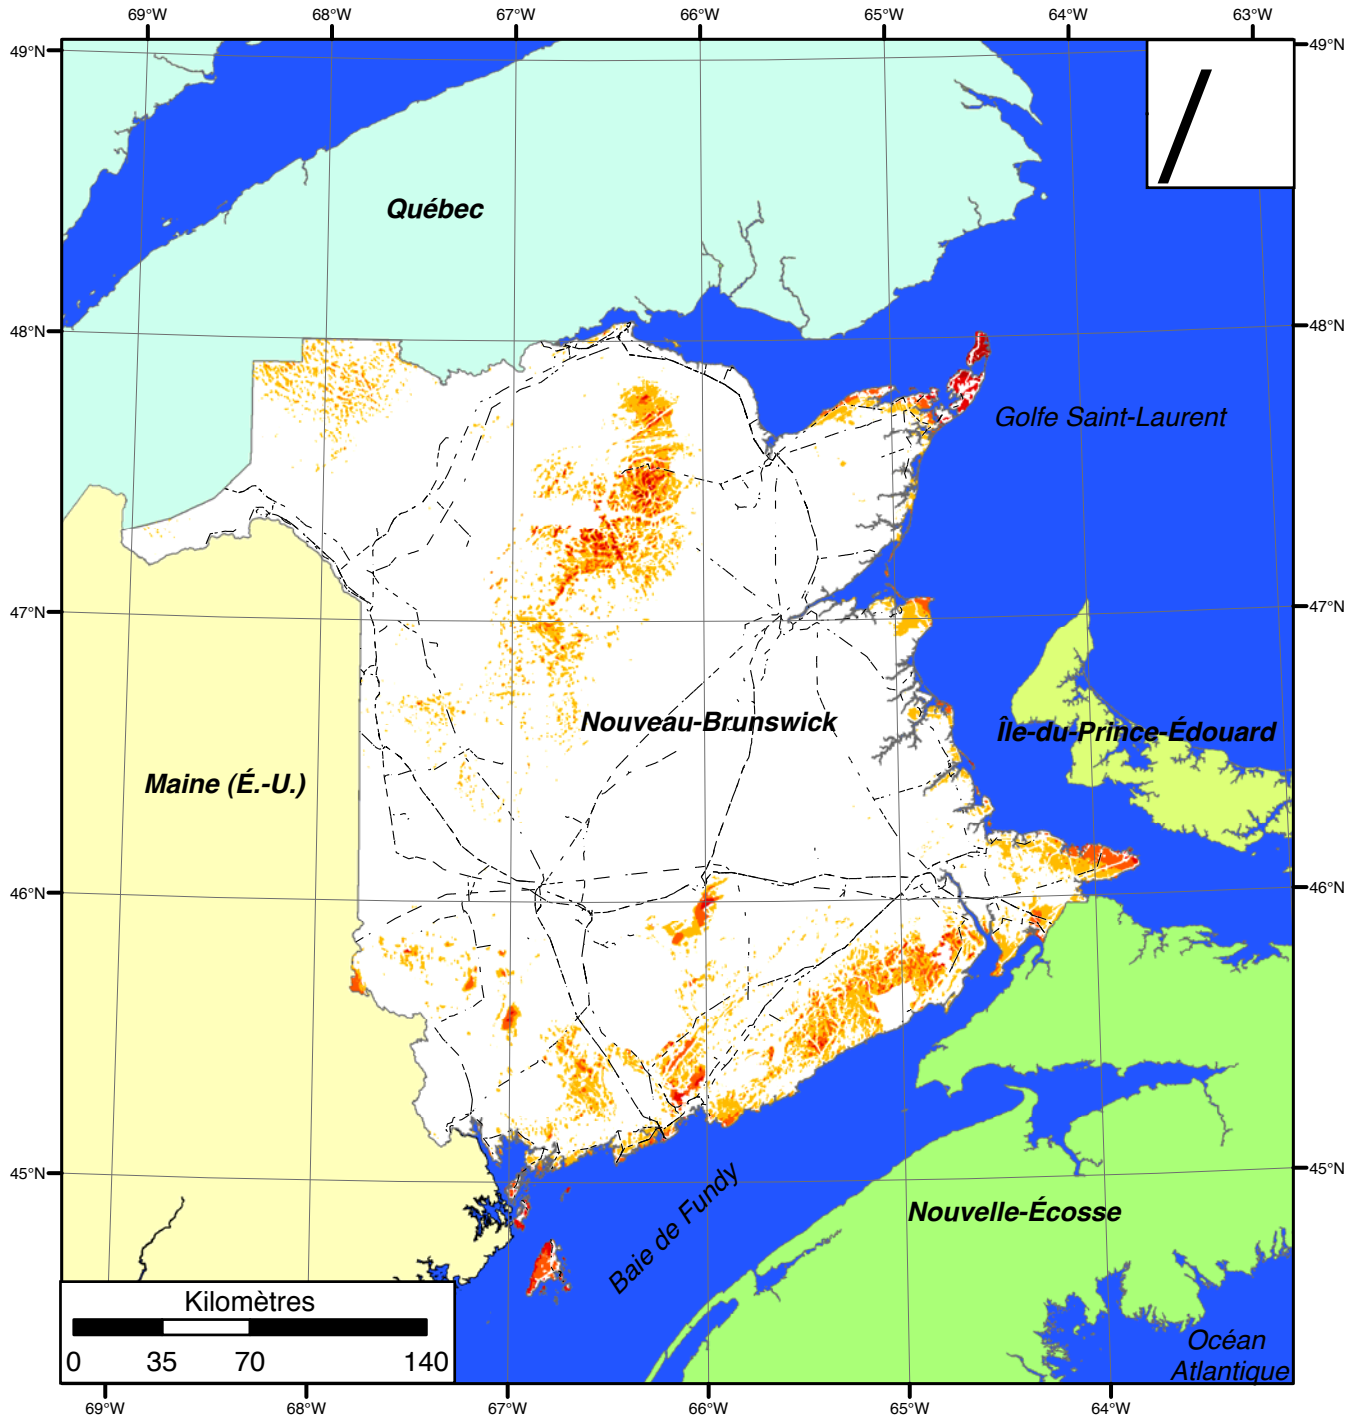 69°W 68°W 67°W 66°W 65°W 64°W 63°W
49°N 49°N
Québec
48°N 48°N
Golfe Saint-Laurent
47°N 47°N
Nouveau-Brunswick
Île-du-Prince-Édouard
Maine (É.-U.)
46°N 46°N
45°N 45°N
Baie de Fundy
Nouvelle-Écosse
Kilomètres
0 35 70 140
Océan
Atlantique
69°W 68°W 67°W 66°W 65°W 64°W